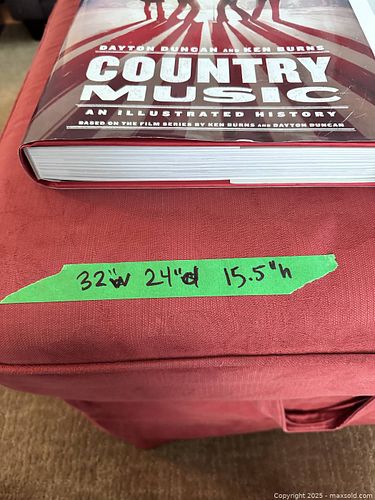 DAYTON DUNCAN AND KEN BURNS
COUNTRY
MUSIC
AN ILLUSTRATED HISTORY
BASED ON THE FILM SERIES BY KEN BURNS AND DAYTON DUNCAN
32"w 24"d 15.5"h
Copyright 2025 - maxsold.com